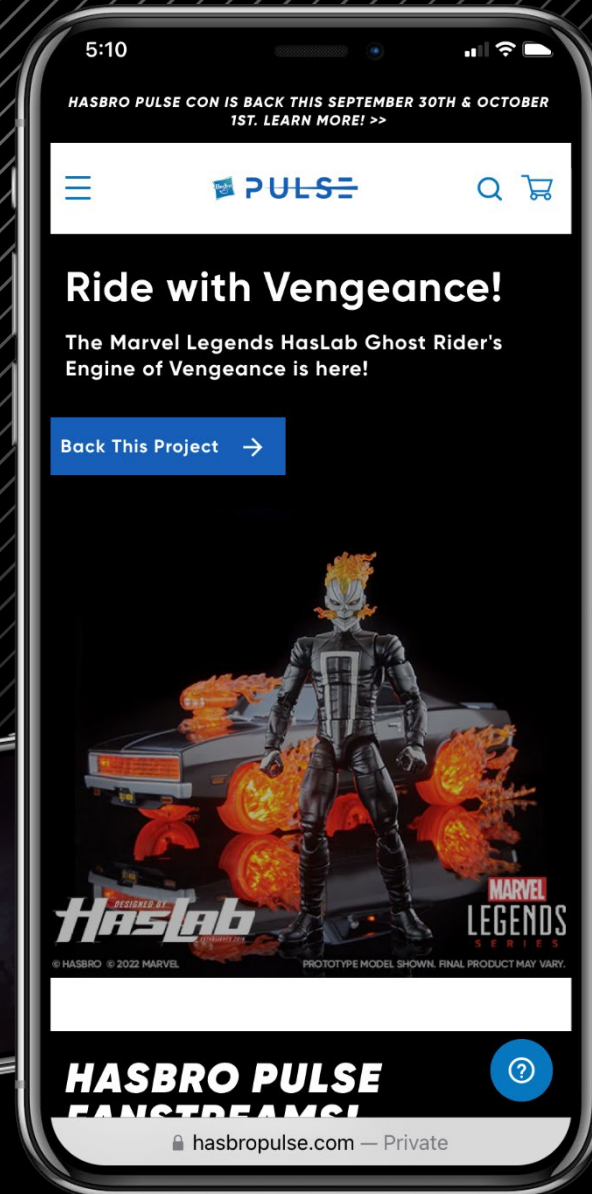 5:10
HASBRO PULSE CON IS BACK THIS SEPTEMBER 30TH & OCTOBER
1ST. LEARN MORE! >>
Hasbro PULSE
Ride with Vengeance!
The Marvel Legends HasLab Ghost Rider's
Engine of Vengeance is here!
Back This Project →
DESIGNED BY
HASLAB
MARVEL
LEGENDS
SERIES
© HASBRO © 2022 MARVEL
PROTOTYPE MODEL SHOWN. FINAL PRODUCT MAY VARY.
HASBRO PULSE
FANSTREAMS!
hasbropulse.com — Private